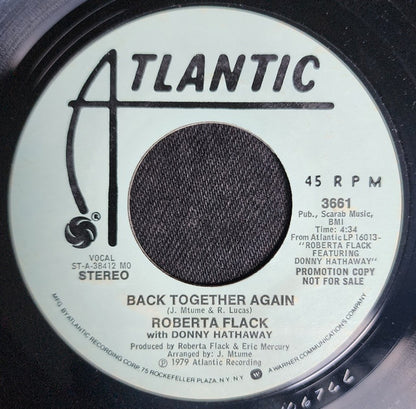 ATLANTIC
45 RPM
3661
Pub., Scarab Music,
BMI
Time: 4:34
From Atlantic LP 16013-
"ROBERTA FLACK
FEATURING
DONNY HATHAWAY"
PROMOTION COPY
NOT FOR SALE
®
VOCAL
ST-A-38412 MO
STEREO
BACK TOGETHER AGAIN
(J. Mtume & R. Lucas)
ROBERTA FLACK
with DONNY HATHAWAY
Produced by Roberta Flack & Eric Mercury
Arranged by: J. Mtume
℗ 1979 Atlantic Recording
MFG. BY ATLANTIC RECORDING CORP. 75 ROCKEFELLER PLAZA, N.Y. N.Y. W A WARNER COMMUNICATIONS COMPANY